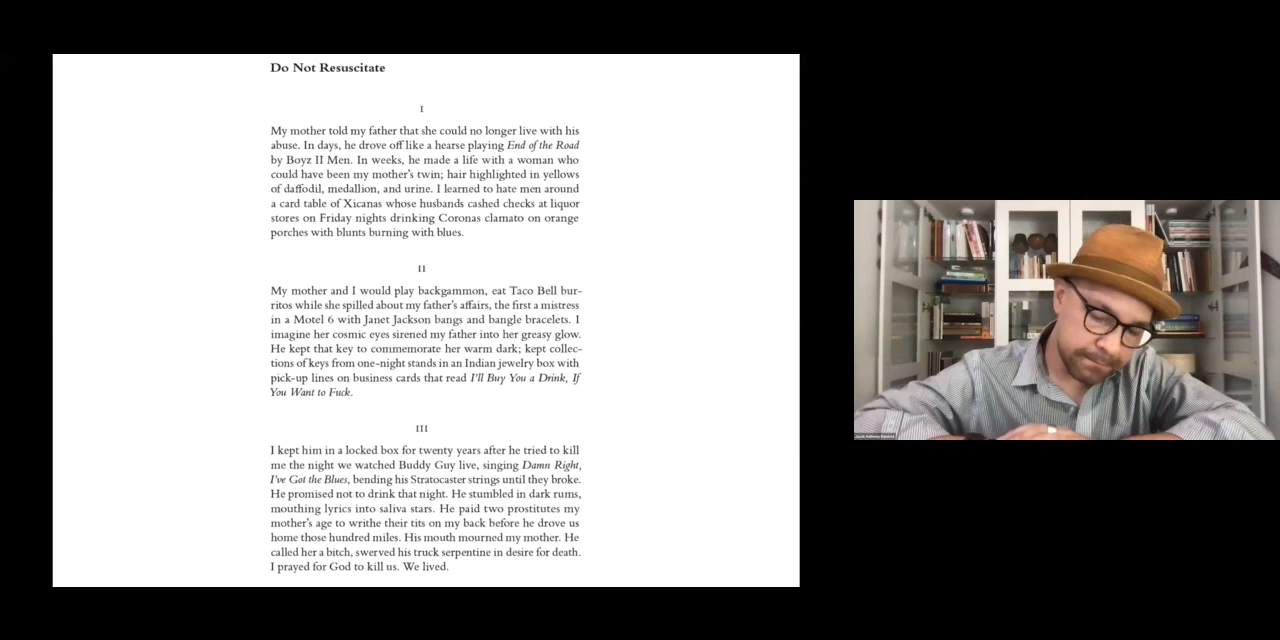 Do Not Resuscitate
I
My mother told my father that she could no longer live with his
abuse. In days, he drove off like a hearse playing End of the Road
by Boyz II Men. In weeks, he made a life with a woman who
could have been my mother's twin; hair highlighted in yellows
of daffodil, medallion, and urine. I learned to hate men around
a card table of Xicanas whose husbands cashed checks at liquor
stores on Friday nights drinking Coronas clamato on orange
porches with blunts burning with blues.
II
My mother and I would play backgammon, eat Taco Bell bur-
ritos while she spilled about my father's affairs, the first a mistress
in a Motel 6 with Janet Jackson bangs and bangle bracelets. I
imagine her cosmic eyes sirened my father into her greasy glow.
He kept that key to commemorate her warm dark; kept collec-
tions of keys from one-night stands in an Indian jewelry box with
pick-up lines on business cards that read I'll Buy You a Drink, If
You Want to Fuck.
III
I kept him in a locked box for twenty years after he tried to kill
me the night we watched Buddy Guy live, singing Damn Right,
I've Got the Blues, bending his Stratocaster strings until they broke.
He promised not to drink that night. He stumbled in dark rums,
mouthing lyrics into saliva stars. He paid two prostitutes my
mother's age to writhe their tits on my back before he drove us
home those hundred miles. His mouth mourned my mother. He
called her a bitch, swerved his truck serpentine in desire for death.
I prayed for God to kill us. We lived.